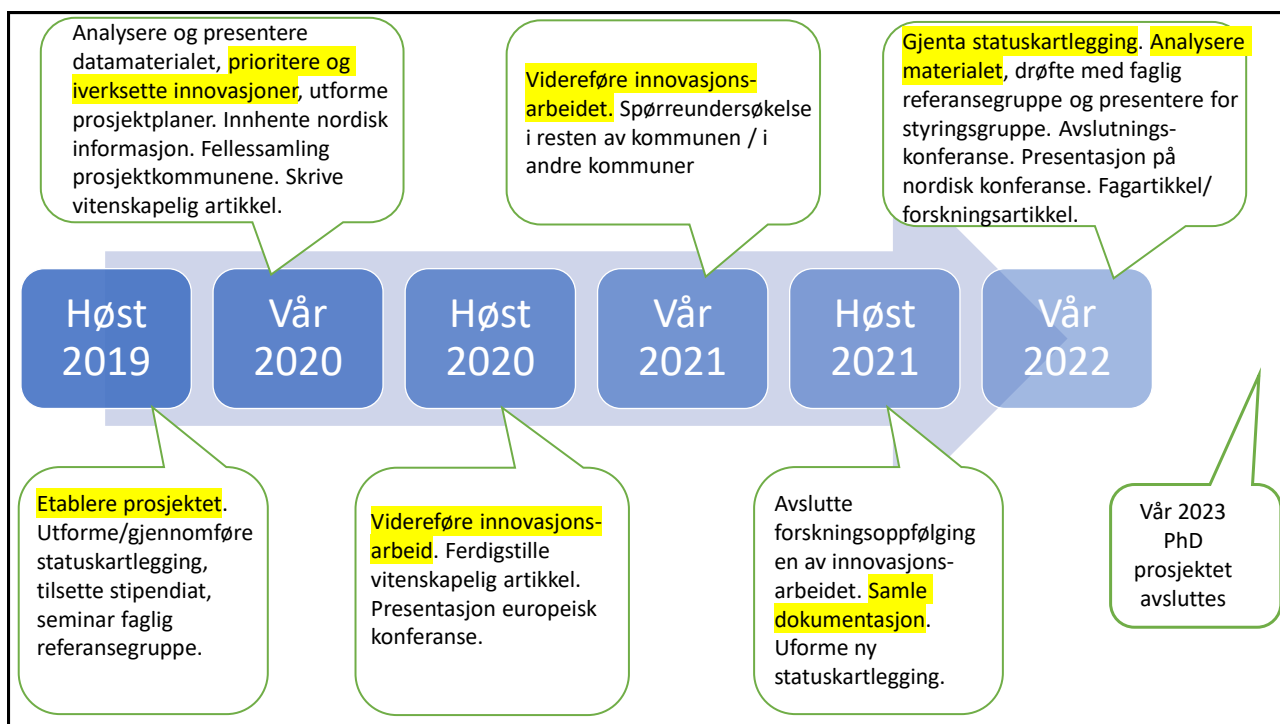 Analysere og presentere
datamaterialet, prioritere og
iverksette innovasjoner, utforme
prosjektplaner. Innhente nordisk
informasjon. Fellessamling
prosjektkommunene. Skrive
vitenskapelig artikkel.
Videreføre innovasjons-
arbeidet. Spørreundersøkelse
i resten av kommunen / i
andre kommuner
Gjenta statuskartlegging. Analysere
materialet, drøfte med faglig
referansegruppe og presentere for
styringsgruppe. Avslutnings-
konferanse. Presentasjon på
nordisk konferanse. Fagartikkel/
forskningsartikkel.
Høst
2019
Vår
2020
Høst
2020
Vår
2021
Høst
2021
Vår
2022
Etablere prosjektet.
Utforme/gjennomføre
statuskartlegging,
tilsette stipendiat,
seminar faglig
referansegruppe.
Videreføre innovasjons-
arbeid. Ferdigstille
vitenskapelig artikkel.
Presentasjon europeisk
konferanse.
Avslutte
forskningsoppfølging
en av innovasjons-
arbeidet. Samle
dokumentasjon.
Uforme ny
statuskartlegging.
Vår 2023
PhD
prosjektet
avsluttes